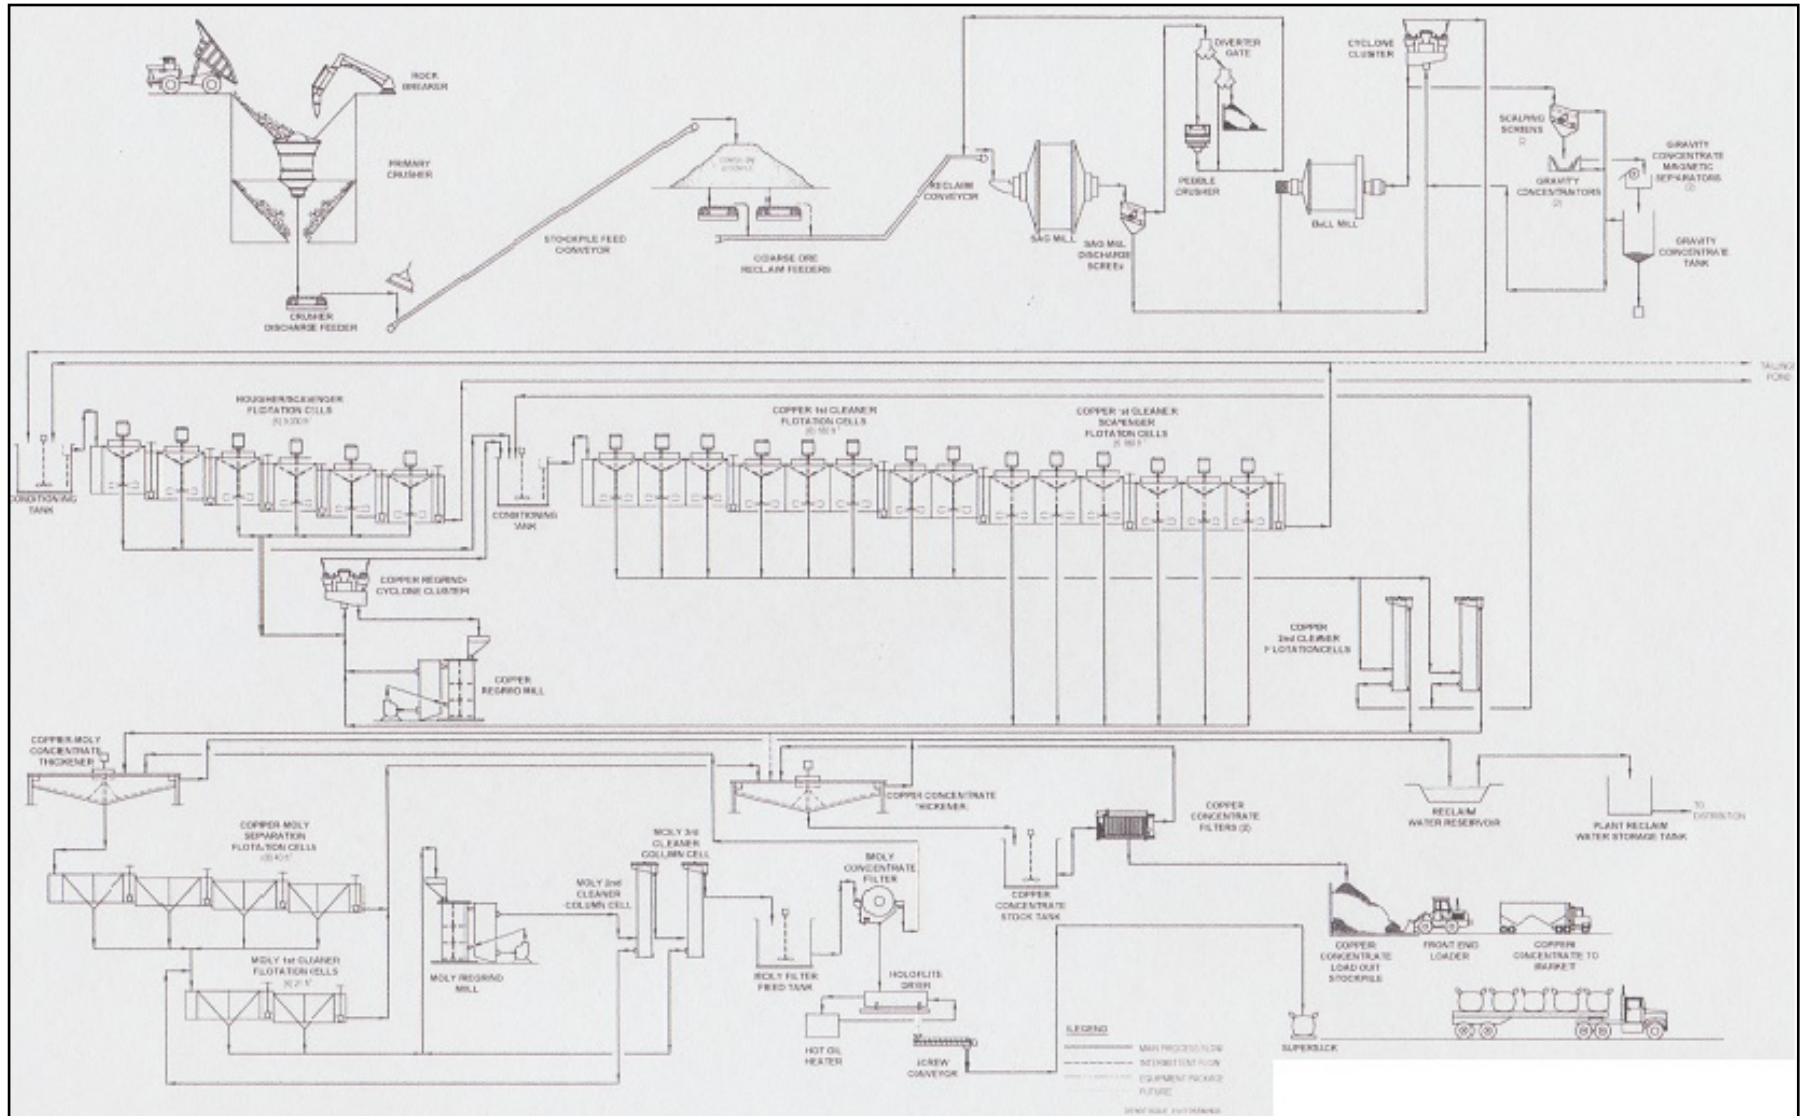 ROCK
BREAKER
PRIMARY
CRUSHER
CRUSHER
DISCHARGE FEEDER
STOCKPILE FEED
CONVEYOR
COARSE ORE
RECLAIM FEEDERS
RECLAIM
CONVEYOR
SAG MILL
SAG MILL
DISCHARGE
SCREEN
DIVERTER
GATE
PEBBLE
CRUSHER
BALL MILL
CYCLONE
CLUSTER
SCALPING
SCREENS
GRAVITY
CONCENTRATORS
(2)
GRAVITY
CONCENTRATE
MAGNETIC
SEPARATORS
(2)
GRAVITY
CONCENTRATE
TANK
TAILINGS
POND
CONDITIONING
TANK
ROUGHER/SCAVENGER
FLOTATION CELLS
CONDITIONING
TANK
COPPER 1st CLEANER
FLOTATION CELLS
COPPER 1st CLEANER
SCAVENGER
FLOTATION CELLS
COPPER REGRIND
CYCLONE CLUSTER
COPPER
REGRIND MILL
COPPER
2nd CLEANER
FLOTATION CELLS
COPPER-MOLY
CONCENTRATE
THICKENER
COPPER-MOLY
SEPARATION
FLOTATION CELLS
MOLY 1st CLEANER
FLOTATION CELLS
MOLY REGRIND
MILL
MOLY 2nd
CLEANER
COLUMN CELL
MOLY 3rd
CLEANER
COLUMN CELL
MOLY FILTER
FEED TANK
MOLY
CONCENTRATE
FILTER
HOLOFLITE
DRIER
HOT OIL
HEATER
SCREW
CONVEYOR
COPPER CONCENTRATE
THICKENER
COPPER
CONCENTRATE
STOCK TANK
COPPER
CONCENTRATE
FILTERS (2)
RECLAIM
WATER RESERVOIR
PLANT RECLAIM
WATER STORAGE TANK
TO
DISTRIBUTION
COPPER
CONCENTRATE
LOAD OUT
STOCKPILE
FRONT END
LOADER
COPPER
CONCENTRATE TO
MARKET
SUPERSACK
LEGEND
MAIN PROCESS FLOW
INTERMITTENT FLOW
EQUIPMENT PACKAGE
FUTURE